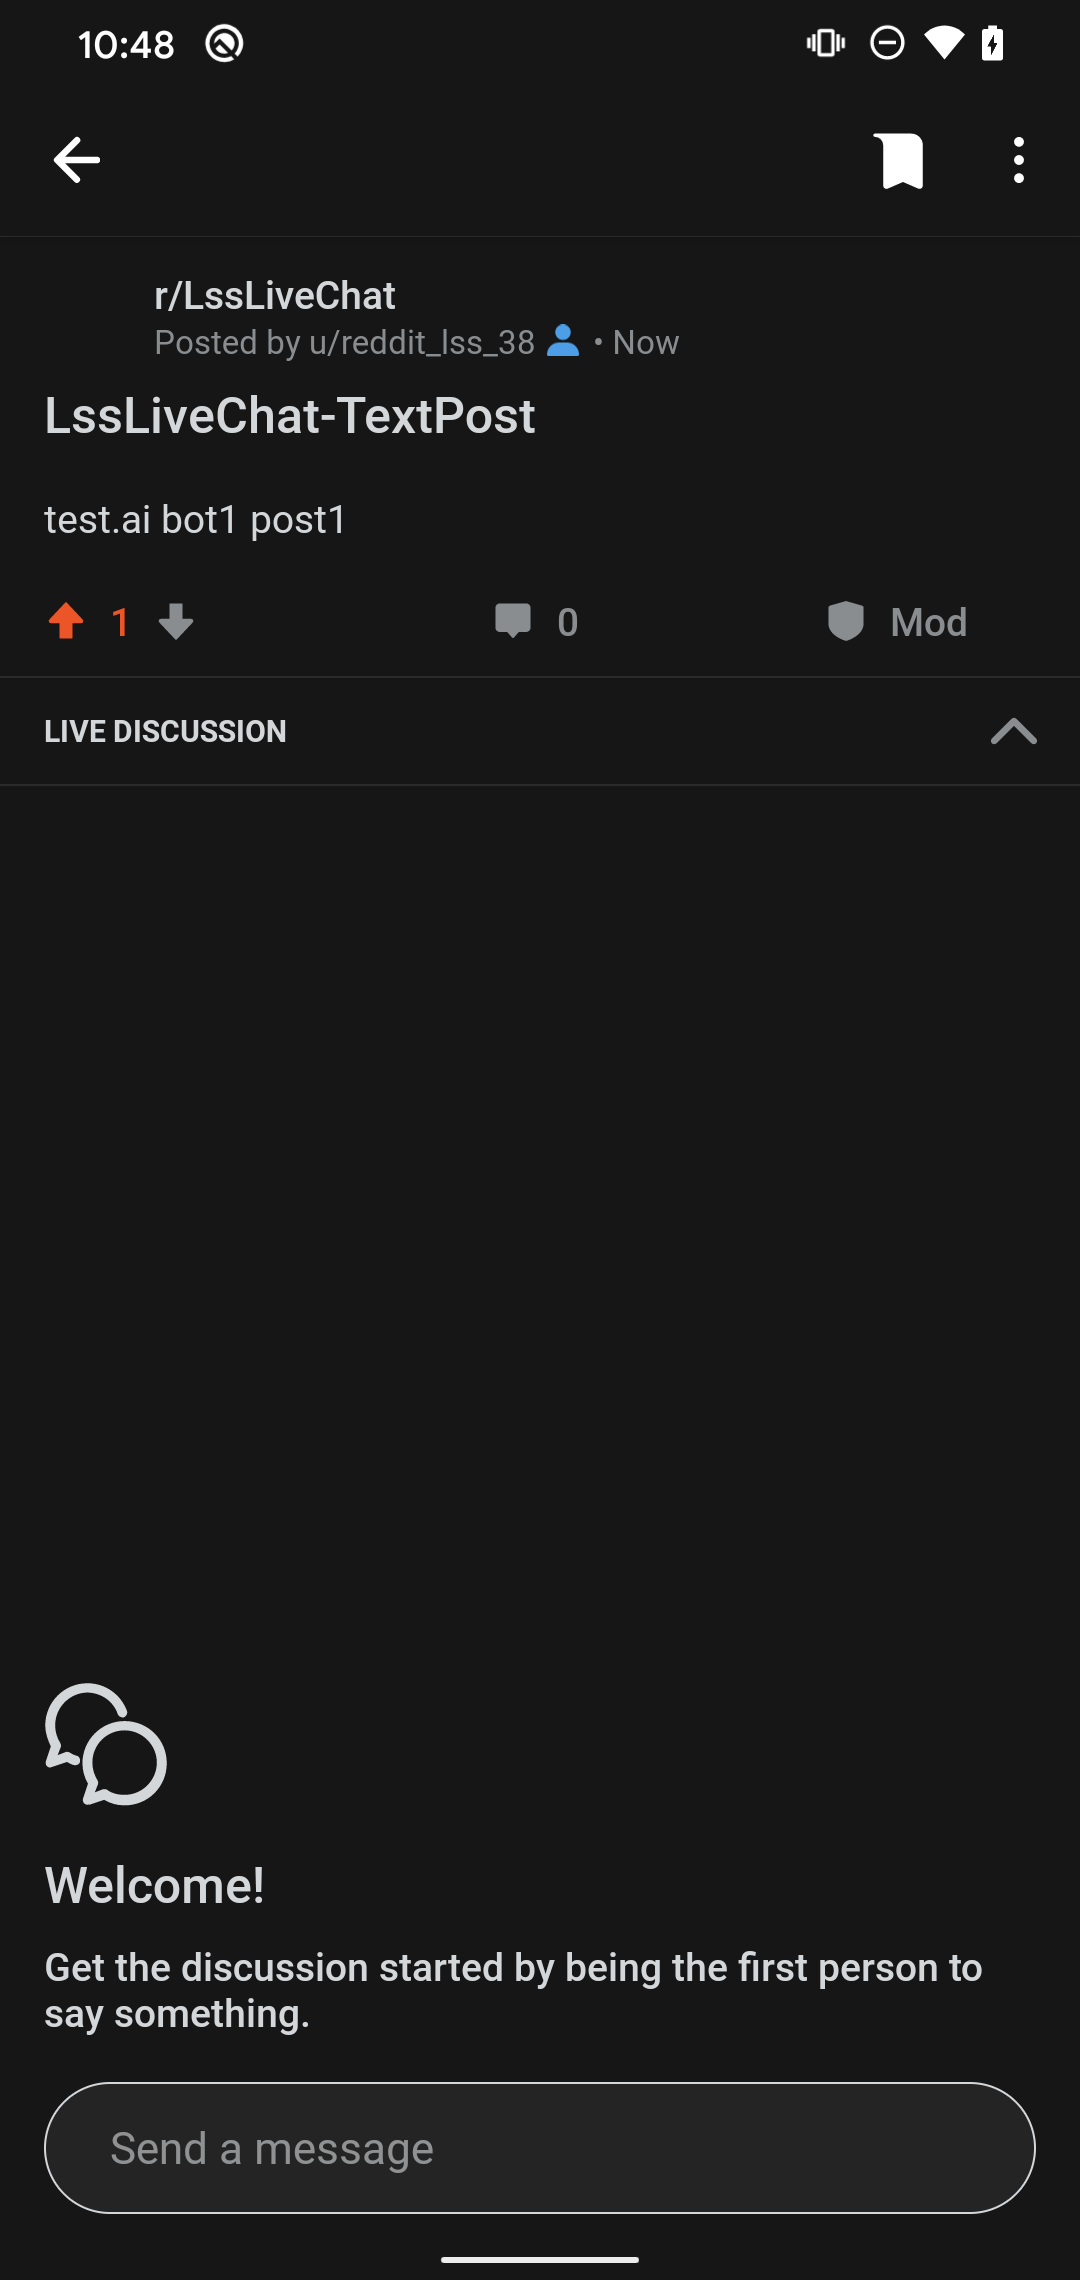 10:48
r/LssLiveChat
Posted by u/reddit_lss_38 • Now
LssLiveChat-TextPost
test.ai bot1 post1
1
0
Mod
LIVE DISCUSSION
Welcome!
Get the discussion started by being the first person to
say something.
Send a message